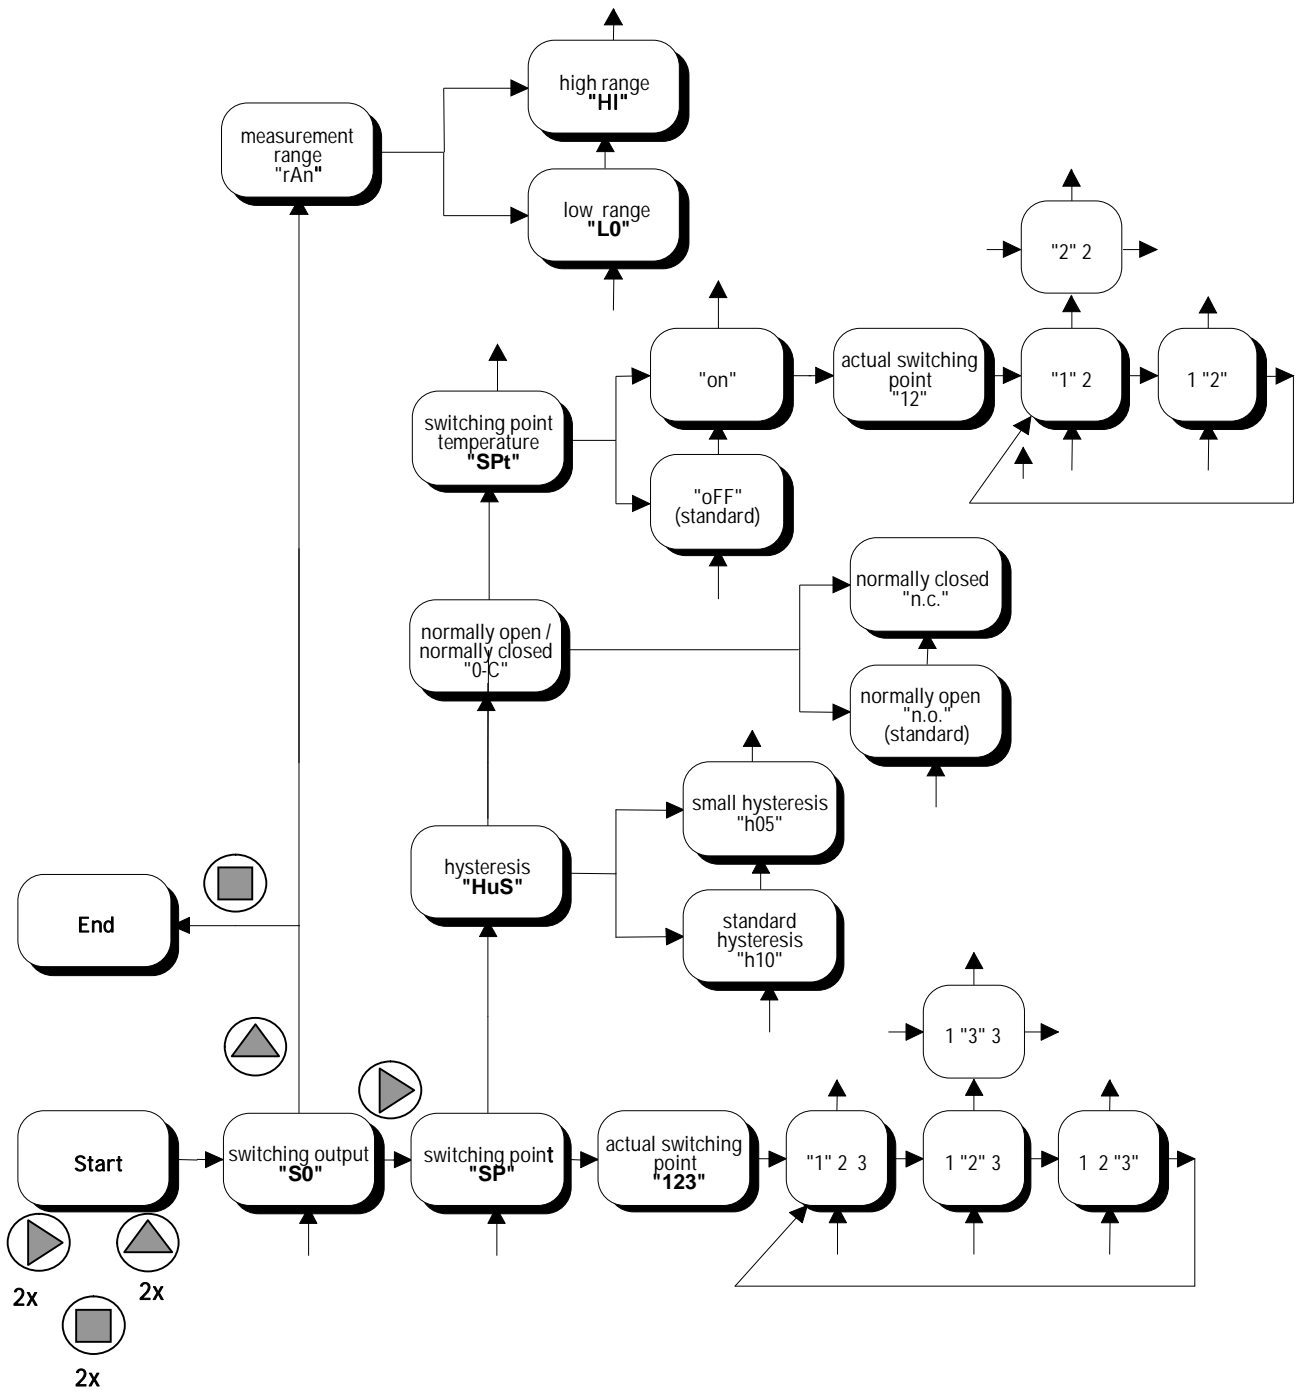 high range
"HI"
measurement
range
"rAn"
low range
"L0"
"2" 2
"on"
actual switching
point
"12"
"1" 2
1 "2"
switching point
temperature
"SPt"
"oFF"
(standard)
normally closed
"n.c."
normally open /
normally closed
"0-C"
normally open
"n.o."
(standard)
small hysteresis
"h05"
hysteresis
"HuS"
standard
hysteresis
"h10"
End
1 "3" 3
Start
switching output
"S0"
switching point
"SP"
actual switching
point
"123"
"1" 2 3
1 "2" 3
1 2 "3"
2x
2x
2x